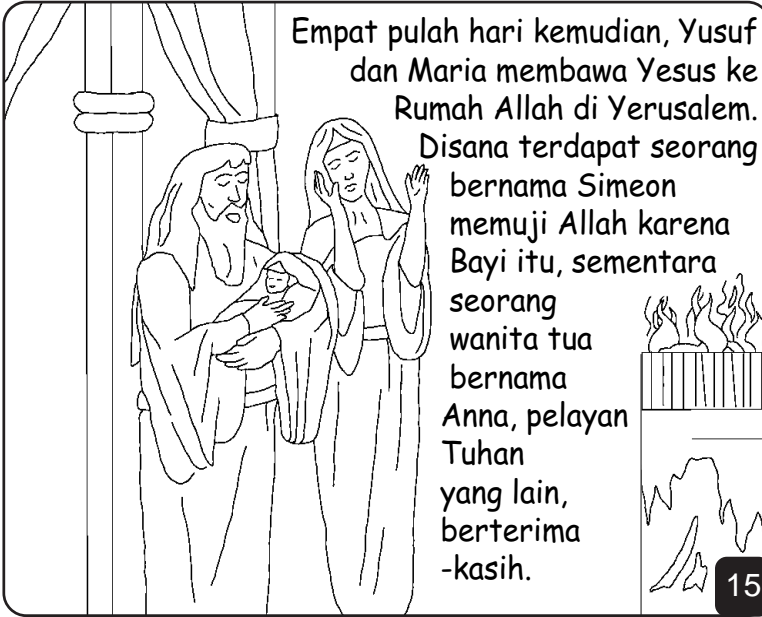 Empat pulah hari kemudian, Yusuf
dan Maria membawa Yesus ke
Rumah Allah di Yerusalem.
Disana terdapat seorang
bernama Simeon
memuji Allah karena
Bayi itu, sementara
seorang
wanita tua
bernama
Anna, pelayan
Tuhan
yang lain,
berterima
-kasih.
15